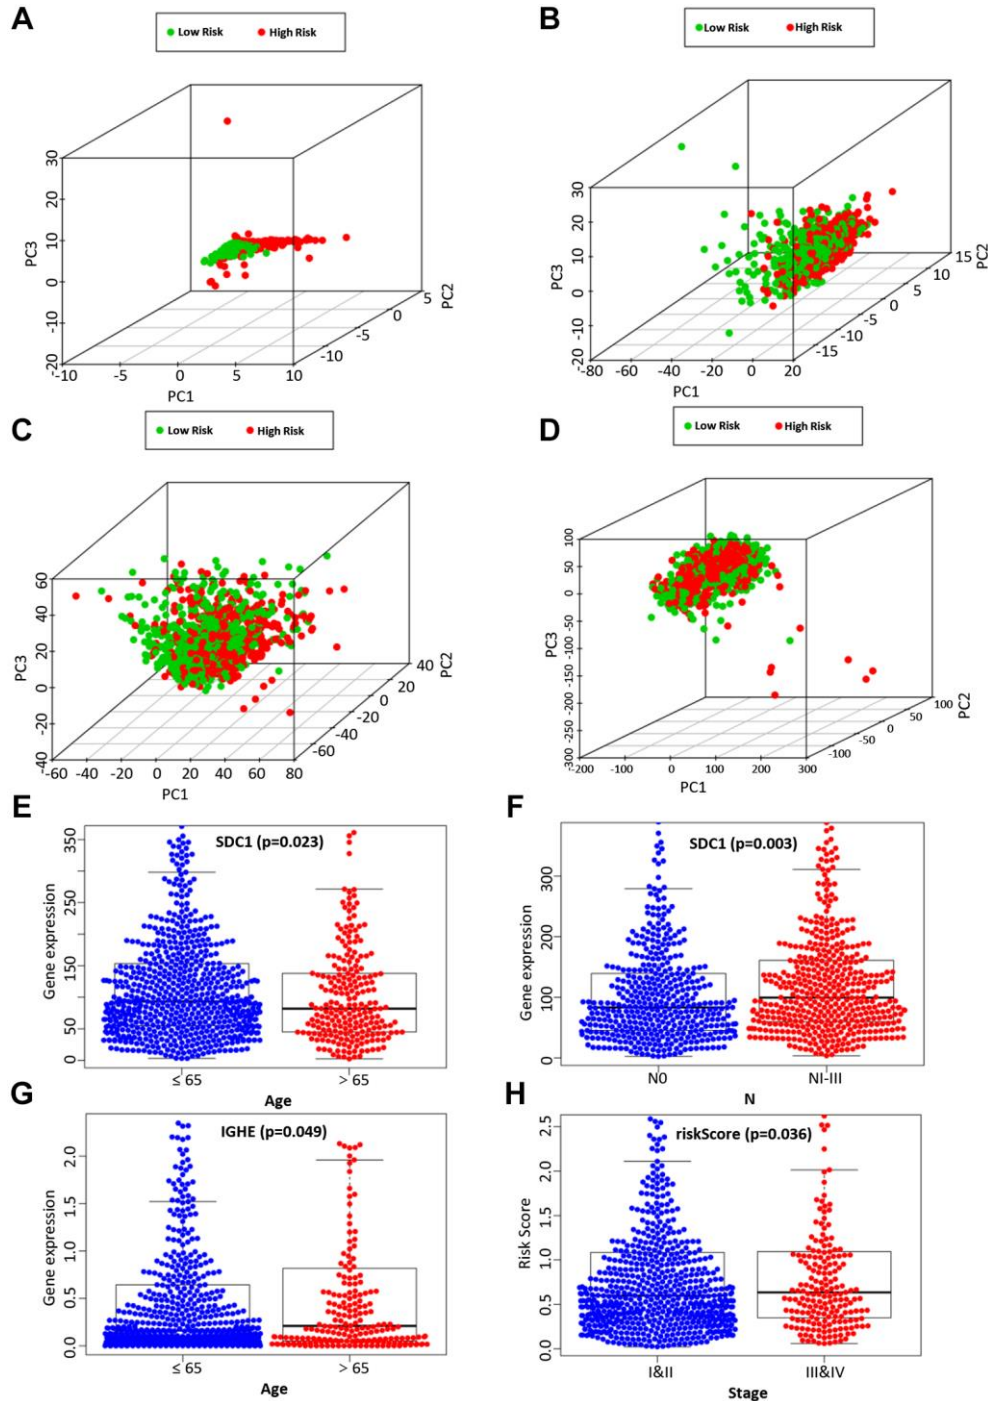 A
Low Risk High Risk
PC3
30
20
10
0
-10
-20
-10 -5 0 5 10
PC1
-10 -5 0 5
PC2
B
Low Risk High Risk
PC3
30
20
10
0
-10
-20
-80 -60 -40 -20 0 20
PC1
-15 -10 -5 0 5 10 15
PC2
C
Low Risk High Risk
PC3
60
40
20
0
-20
-40
-60 -40 -20 0 20 40 60 80
PC1
-60 -40 -20 0 20 40
PC2
D
Low Risk High Risk
PC3
100
50
0
-50
-100
-150
-200
-250
-300
-200 -100 0 100 200 300
PC1
-100 -50 0 50 100
PC2
E
SDC1 (p=0.023)
Gene expression
350
250
150
50
0
≤ 65 > 65
Age
F
SDC1 (p=0.003)
Gene expression
300
200
100
0
N0 NI-III
N
G
IGHE (p=0.049)
Gene expression
2.0
1.5
1.0
0.5
0.0
≤ 65 > 65
Age
H
riskScore (p=0.036)
Risk Score
2.5
2.0
1.5
1.0
0.5
0.0
I&II III&IV
Stage